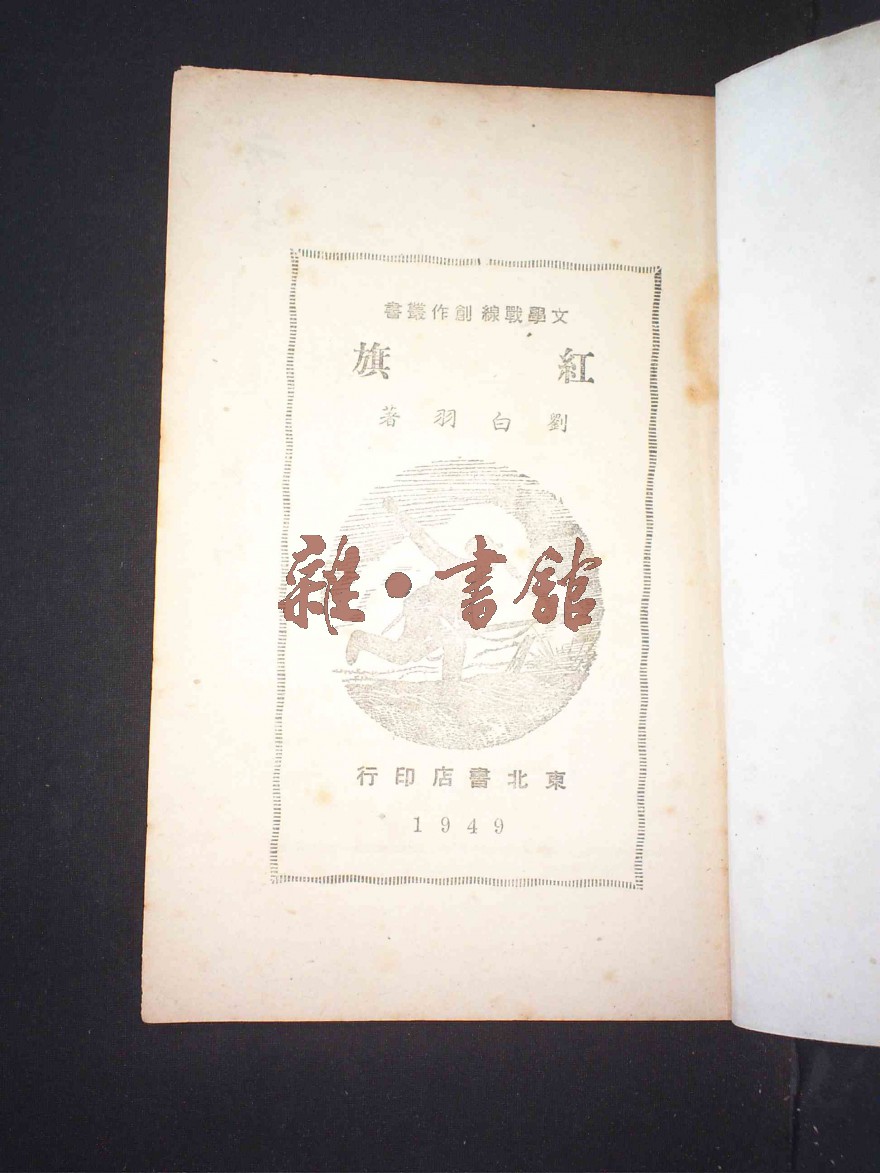 文學戰線創作叢書
紅旗
劉白羽著
雜·書館
東北書店印行
1949